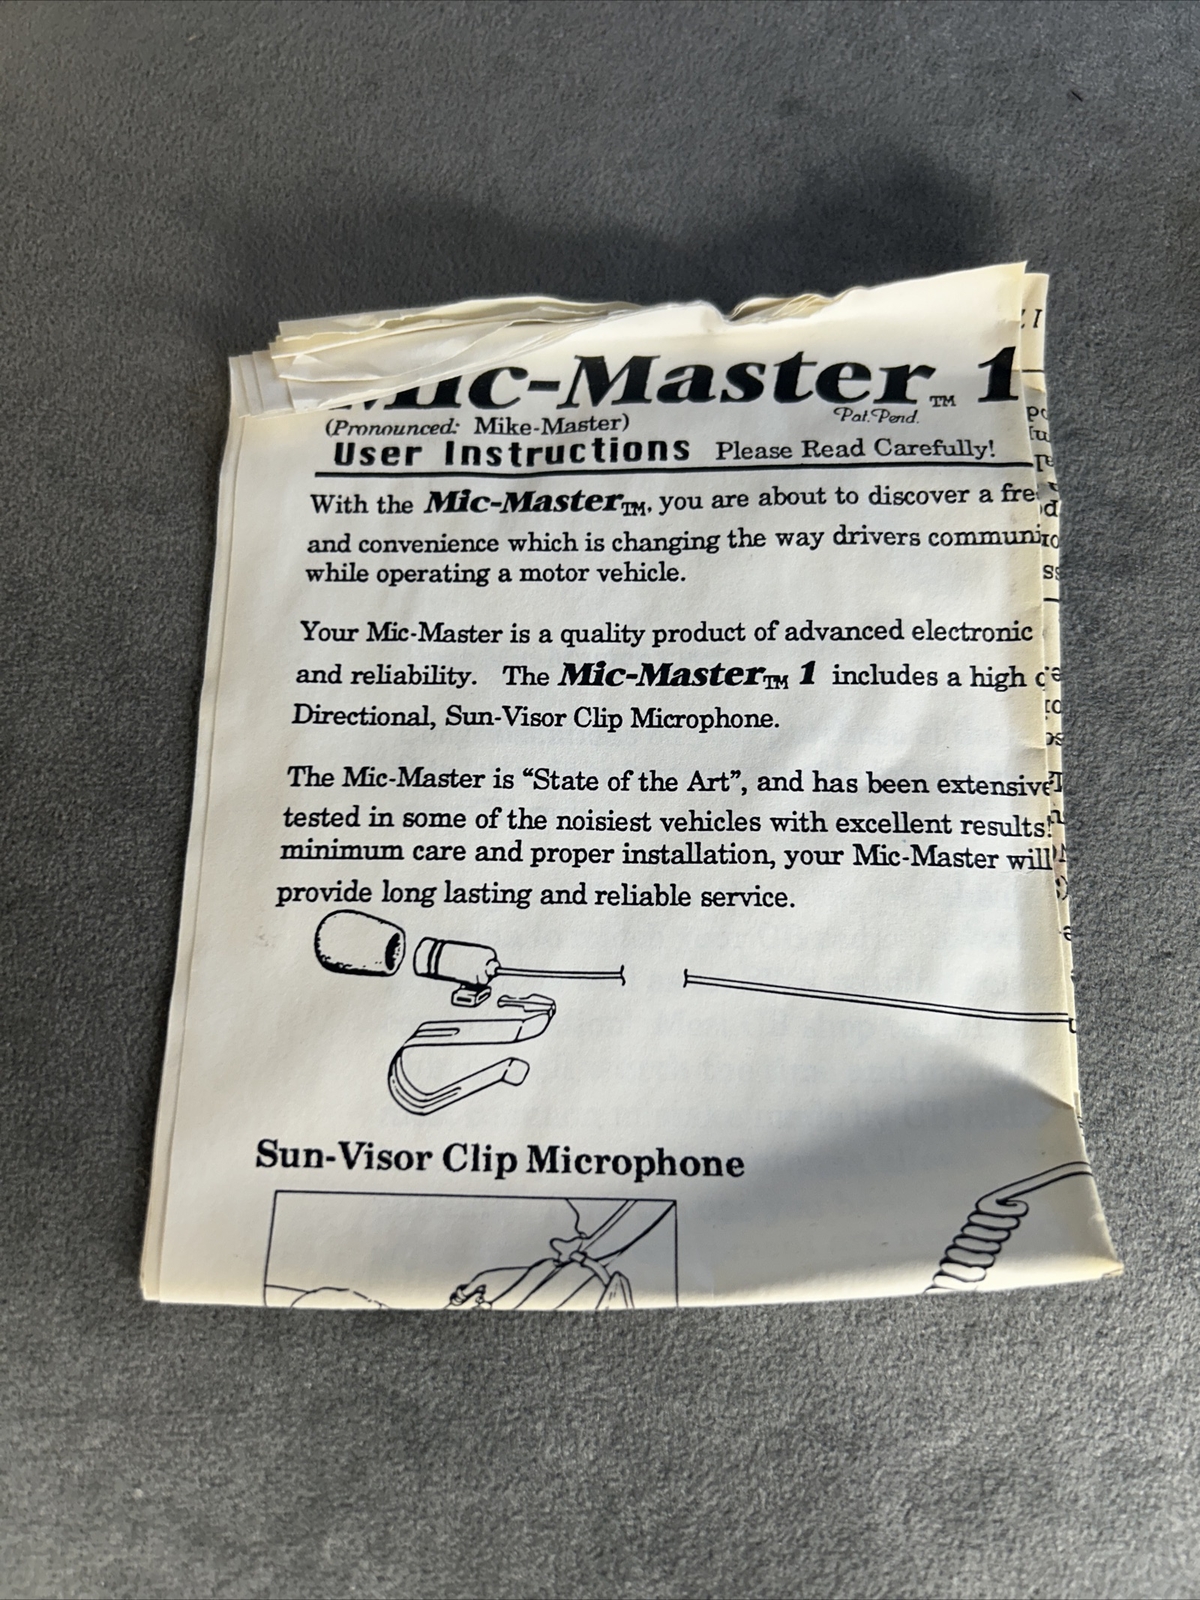 Mic-Master™ 1
Pat. Pend.
(Pronounced: Mike-Master)
User Instructions Please Read Carefully!
With the Mic-Master™, you are about to discover a
and convenience which is changing the way drivers
while operating a motor vehicle.
Your Mic-Master is a quality product of advanced electronic
and reliability. The Mic-Master™ 1 includes a high
Directional, Sun-Visor Clip Microphone.
The Mic-Master is “State of the Art”, and has been
tested in some of the noisiest vehicles with excellent results!
minimum care and proper installation, your Mic-Master will
provide long lasting and reliable service.
Sun-Visor Clip Microphone